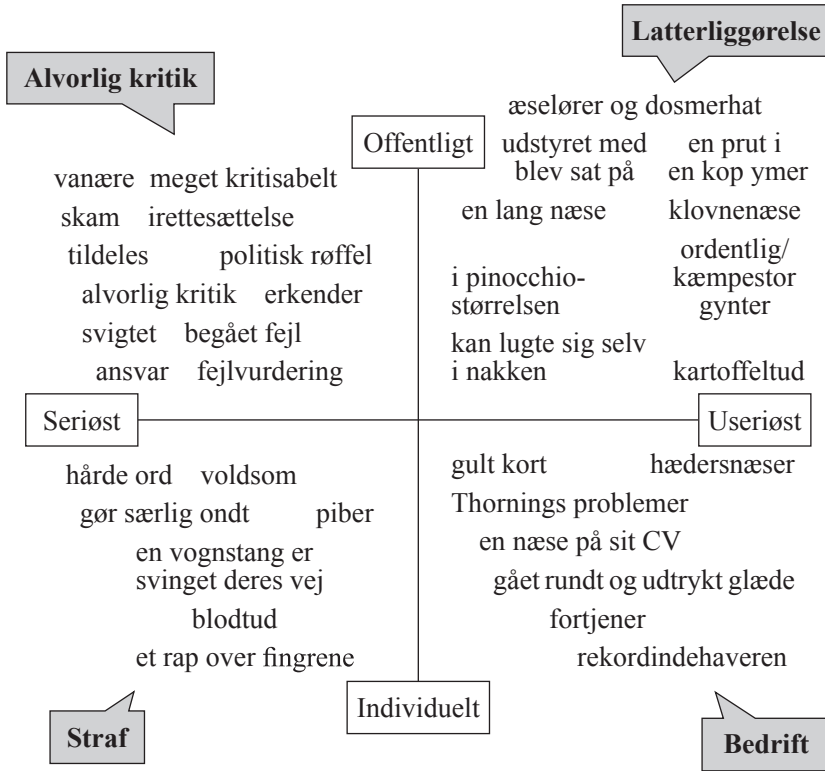 Latterliggørelse
Alvorlig kritik
Offentligt
vanære meget kritisabelt
skam irettesættelse
tildeles politisk røffel
alvorlig kritik erkender
svigtet begået fejl
ansvar fejlvurdering
æselører og dosmerhat
udstyret med en prut i
blev sat på en kop ymer
en lang næse klovnenæse
ordentlig/
i pinocchio- kæmpestor
størrelsen gynter
kan lugte sig selv
i nakken kartoffeltud
Seriøst
Useriøst
hårde ord voldsom
gør særlig ondt piber
en vognstang er
svinget deres vej
blodtud
et rap over fingrene
gult kort hædersnæser
Thornings problemer
en næse på sit CV
gået rundt og udtrykt glæde
fortjener
rekordindehaveren
Individuelt
Straf
Bedrift